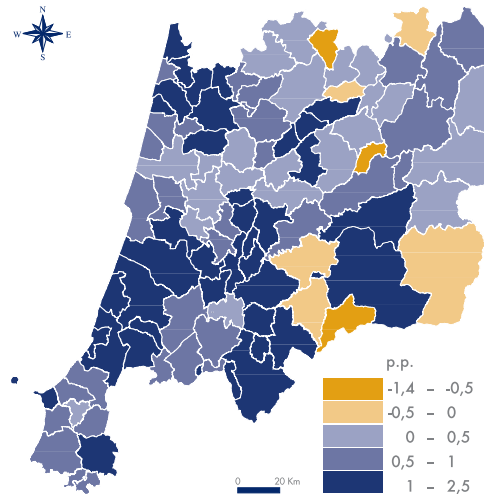 N
W E
S
p.p.
-1,4 – -0,5
-0,5 – 0
0 – 0,5
0,5 – 1
1 – 2,5
0 20 Km